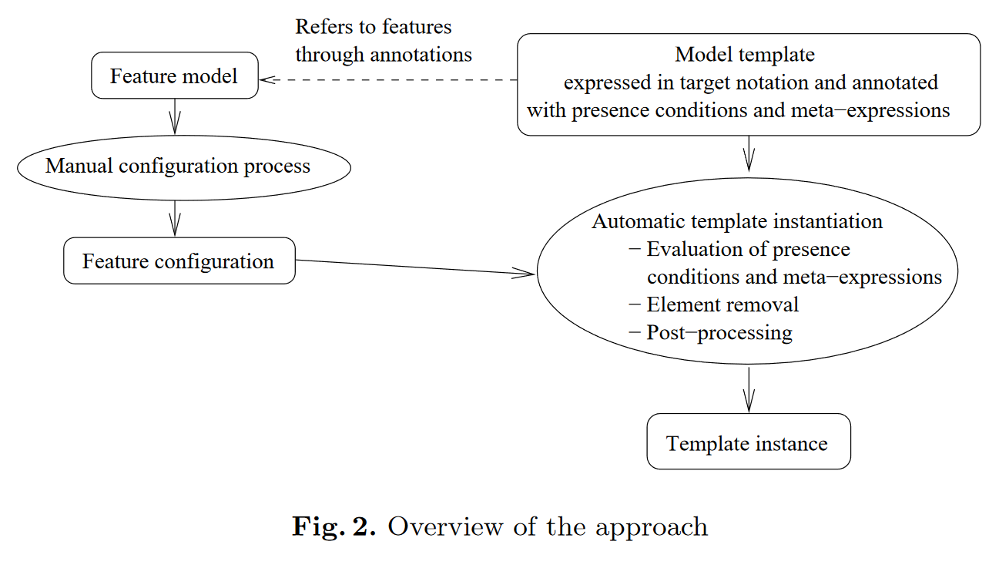 Refers to features
through annotations
Feature model
Model template
expressed in target notation and annotated
with presence conditions and meta−expressions
Manual configuration process
Feature configuration
Automatic template instantiation
− Evaluation of presence
conditions and meta−expressions
− Element removal
− Post−processing
Template instance
Fig. 2. Overview of the approach